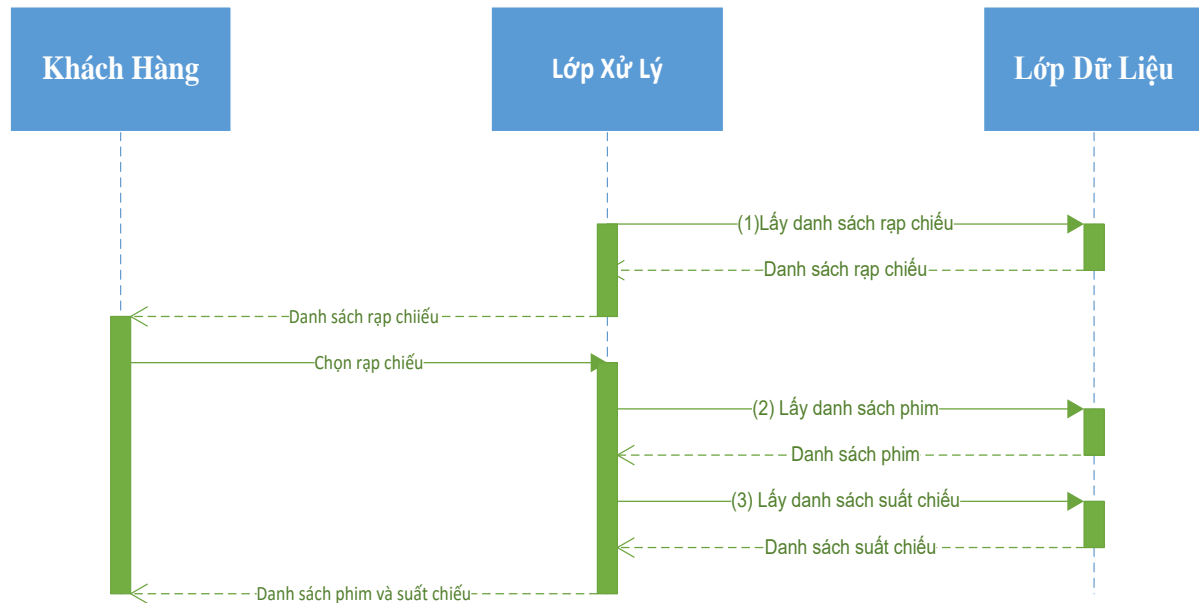 Khách Hàng
Lớp Xử Lý
Lớp Dữ Liệu
(1)Lấy danh sách rạp chiếu
Danh sách rạp chiếu
Danh sách rạp chiiếu
Chọn rạp chiếu
(2) Lấy danh sách phim
Danh sách phim
(3) Lấy danh sách suất chiếu
Danh sách suất chiếu
Danh sách phim và suất chiếu